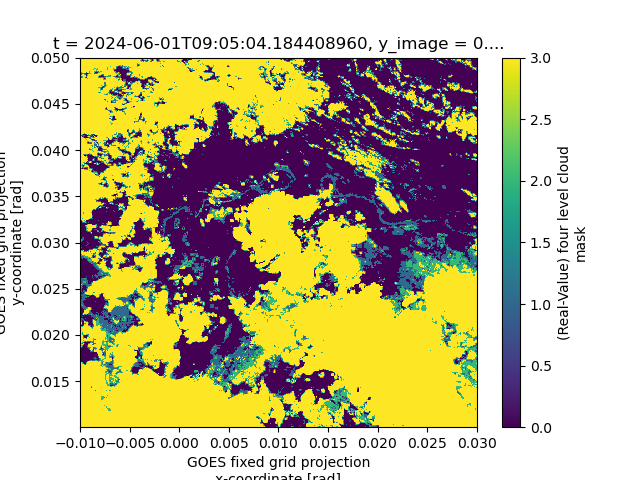 t = 2024-06-01T09:05:04.184408960, y_image = 0....
0.050
0.045
0.040
0.035
0.030
0.025
0.020
0.015
GOES fixed grid projection
y-coordinate [rad]
−0.010 −0.005 0.000 0.005 0.010 0.015 0.020 0.025 0.030
GOES fixed grid projection
x-coordinate [rad]
3.0
2.5
2.0
1.5
1.0
0.5
0.0
(Real-Value) four level cloud
mask